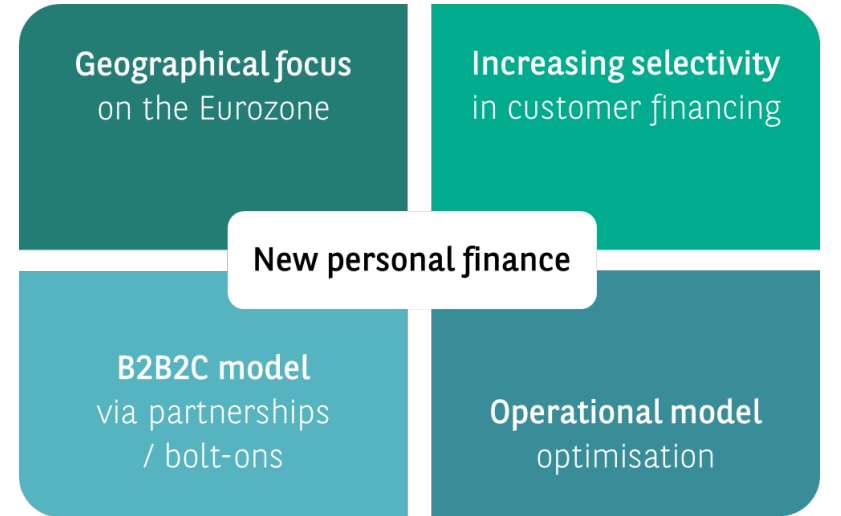 Geographical focus
on the Eurozone
Increasing selectivity
in customer financing
New personal finance
B2B2C model
via partnerships
/ bolt-ons
Operational model
optimisation